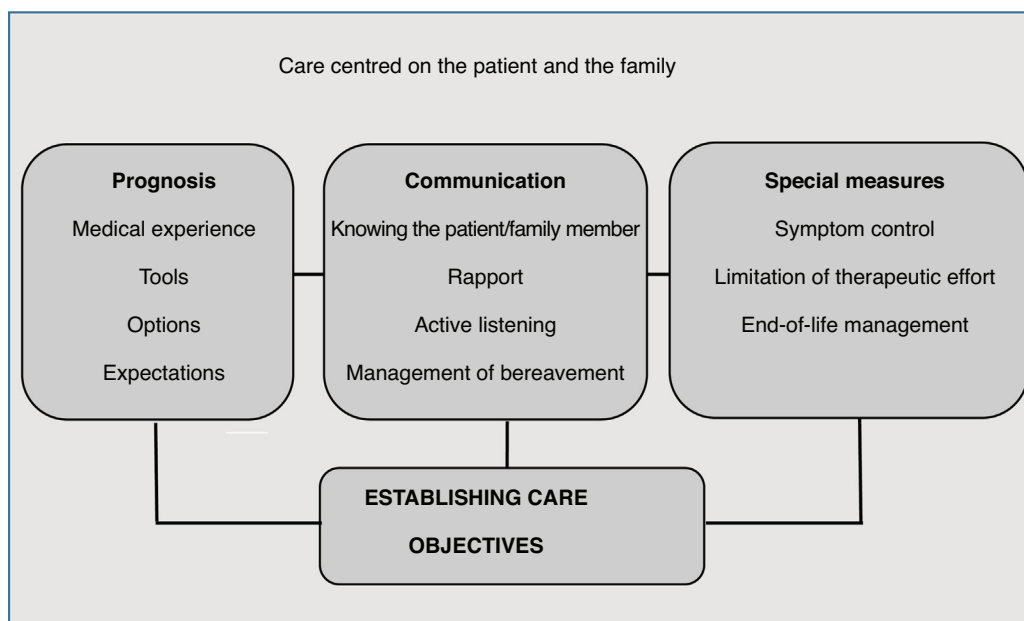 Care centred on the patient and the family
Prognosis
Medical experience
Tools
Options
Expectations
Communication
Knowing the patient/family member
Rapport
Active listening
Management of bereavement
Special measures
Symptom control
Limitation of therapeutic effort
End-of-life management
ESTABLISHING CARE
OBJECTIVES